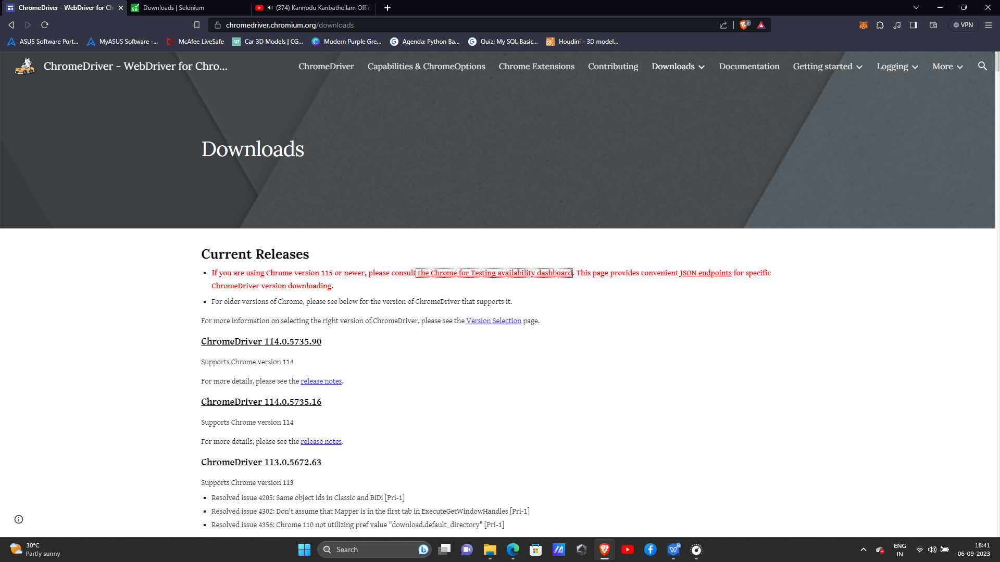 ChromeDriver - WebDriver for Ch
Downloads | Selenium
(374) Kannodu Kanbathellam Offic
chromedriver.chromium.org/downloads
2
VPN
ASUS Software Port...
MyASUS Software -...
McAfee LiveSafe
cgt
Car 3D Models | CG...
Modern Purple Gre...
Agenda: Python Ba...
Quiz: My SQL Basic...
Houdini - 3D model...
ChromeDriver - WebDriver for Chro...
ChromeDriver
Capabilities & ChromeOptions
Chrome Extensions
Contributing
Downloads
Documentation
Getting started
Logging
More
Downloads
Current Releases
If you are using Chrome version 115 or newer, please consult the Chrome for Testing availability dashboard. This page provides convenient JSON endpoints for specific
ChromeDriver version downloading.
For older versions of Chrome, please see below for the version of ChromeDriver that supports it.
For more information on selecting the right version of ChromeDriver, please see the Version Selection page.
ChromeDriver 114.0.5735.90
Supports Chrome version 114
For more details, please see the release notes.
ChromeDriver 114.0.5735.16
Supports Chrome version 114
For more details, please see the release notes.
ChromeDriver 113.0.5672.63
Supports Chrome version 113
Resolved issue 4205: Same object ids in Classic and BiDi [Pri-1]
Resolved issue 4302: Don't assume that Mapper is in the first tab in ExecuteGetWindowHandles [Pri-1]
Resolved issue 4356: Chrome 110 not utilizing pref value "download.default_directory" [Pri-1]
30°C
Partly sunny
Search
ENG
IN
18:41
06-09-2023